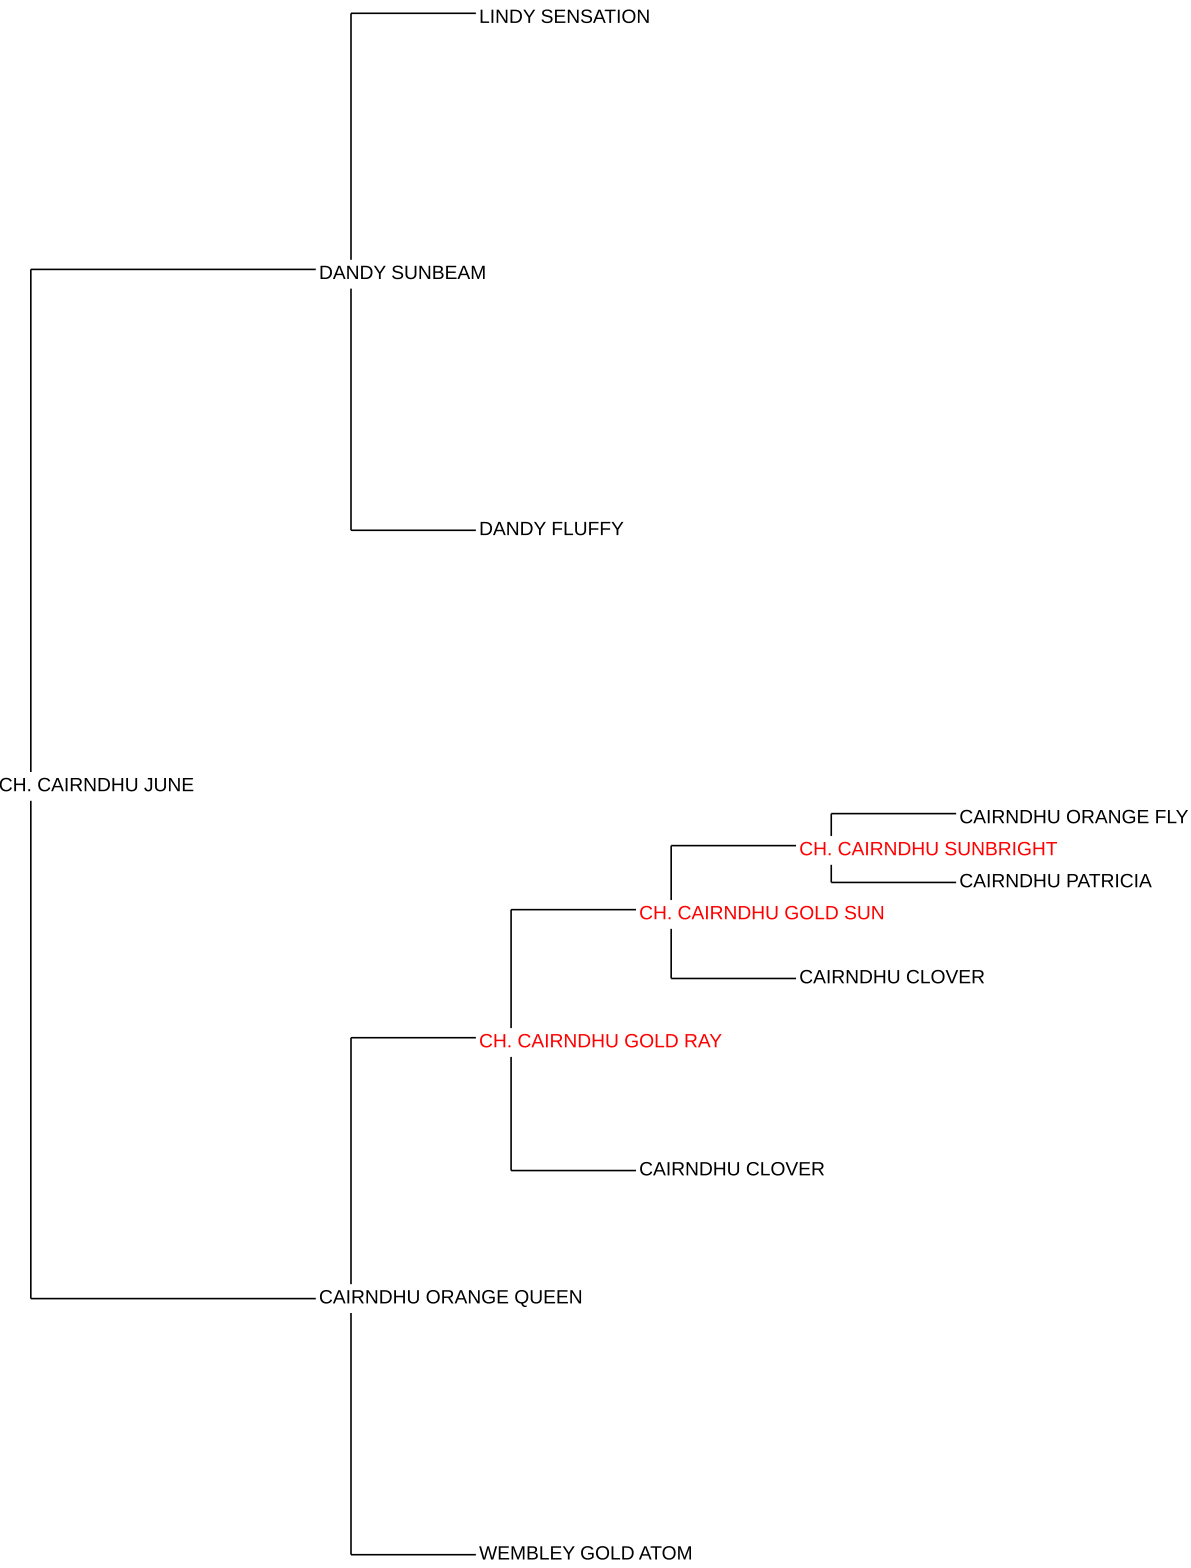 LINDY SENSATION
DANDY SUNBEAM
DANDY FLUFFY
CH. CAIRNDHU JUNE
CAIRNDHU ORANGE FLY
CH. CAIRNDHU SUNBRIGHT
CAIRNDHU PATRICIA
CH. CAIRNDHU GOLD SUN
CAIRNDHU CLOVER
CH. CAIRNDHU GOLD RAY
CAIRNDHU CLOVER
CAIRNDHU ORANGE QUEEN
WEMBLEY GOLD ATOM